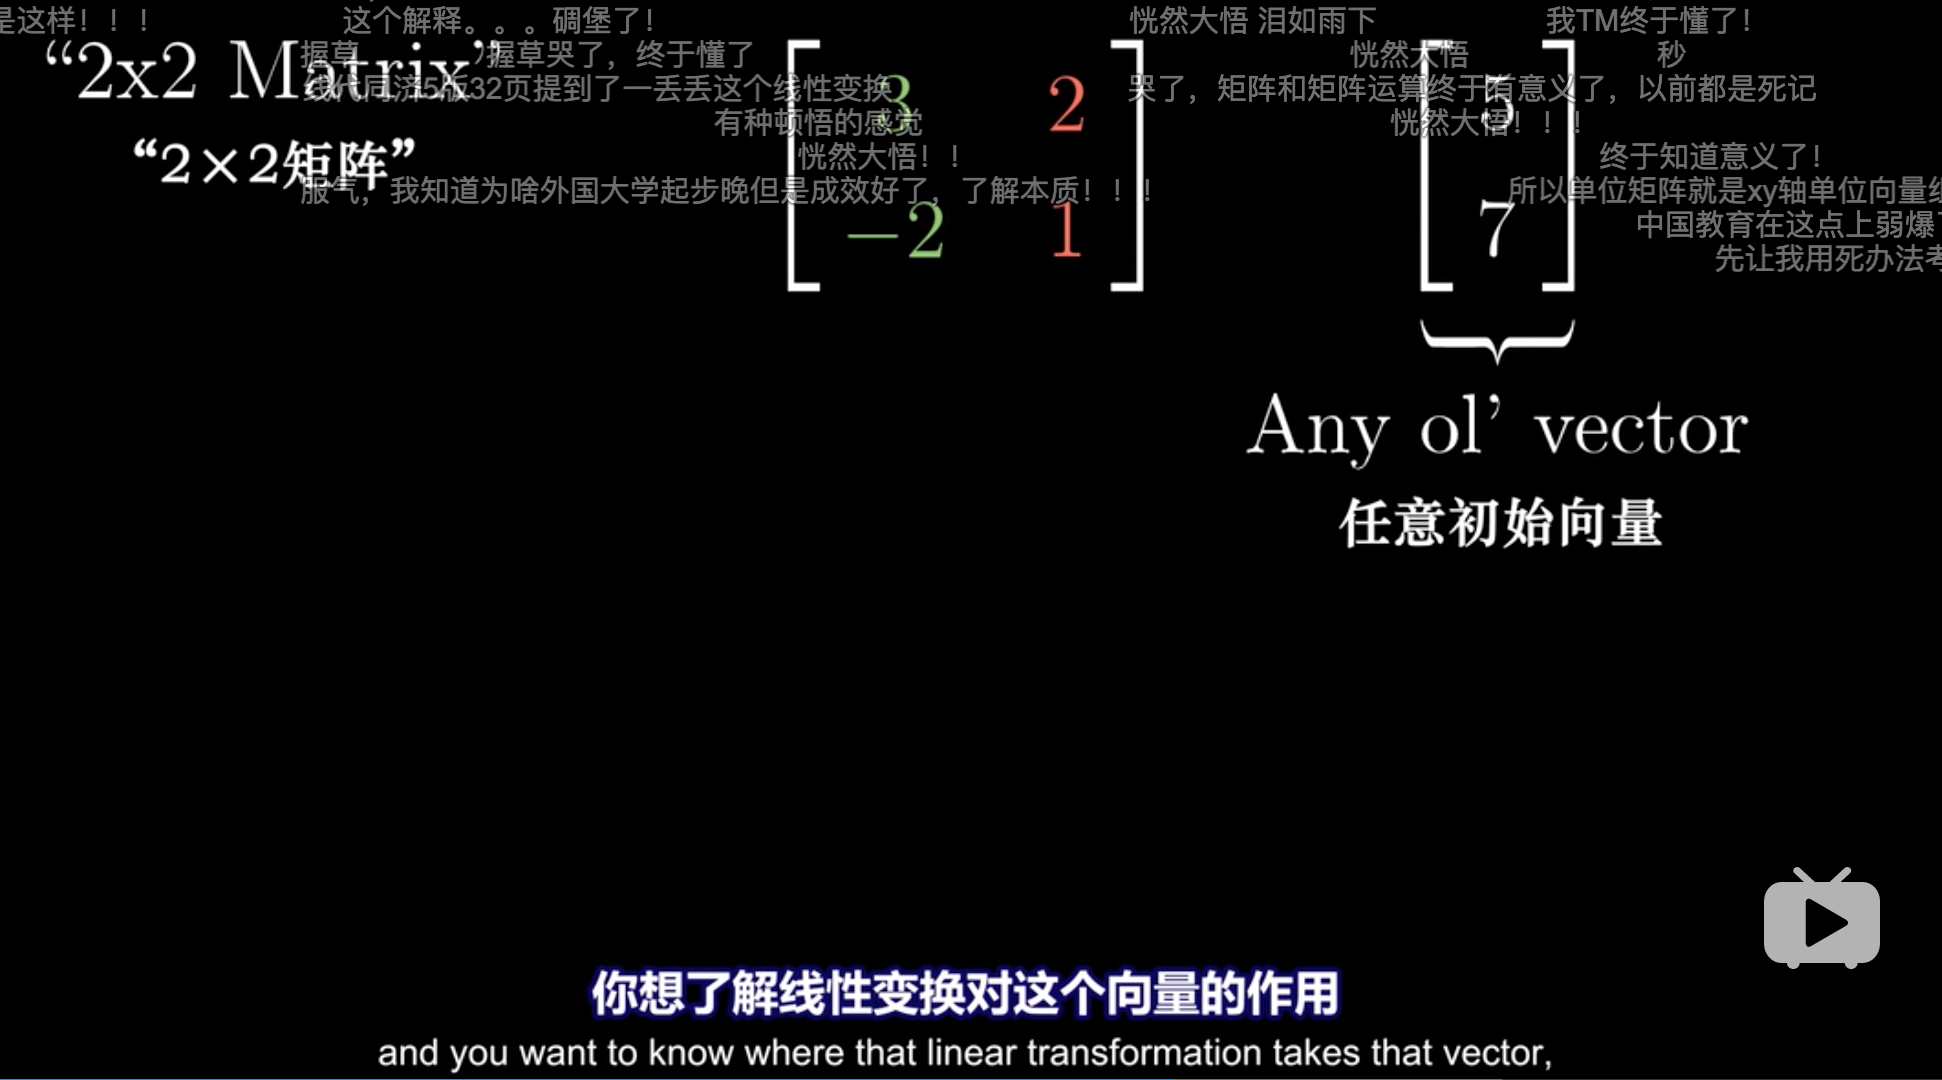 是这样！！！
这个解释。。。碉堡了！
恍然大悟 泪如雨下
我TM终于懂了！
握草
握草哭了，终于懂了
恍然大悟
秒
“2x2 Matrix”
线代同济5版32页提到了一丢丢这个线性变换
哭了，矩阵和矩阵运算终于有意义了，以前都是死记
3 2
5
有种顿悟的感觉
恍然大悟！！！
“2×2矩阵”
恍然大悟！！
终于知道意义了！
服气，我知道为啥外国大学起步晚但是成效好了，了解本质！！！
所以单位矩阵就是xy轴单位向量组
中国教育在这点上弱爆了
-2 1
7
先让我用死办法考
Any ol’ vector
任意初始向量
你想了解线性变换对这个向量的作用
and you want to know where that linear transformation takes that vector,